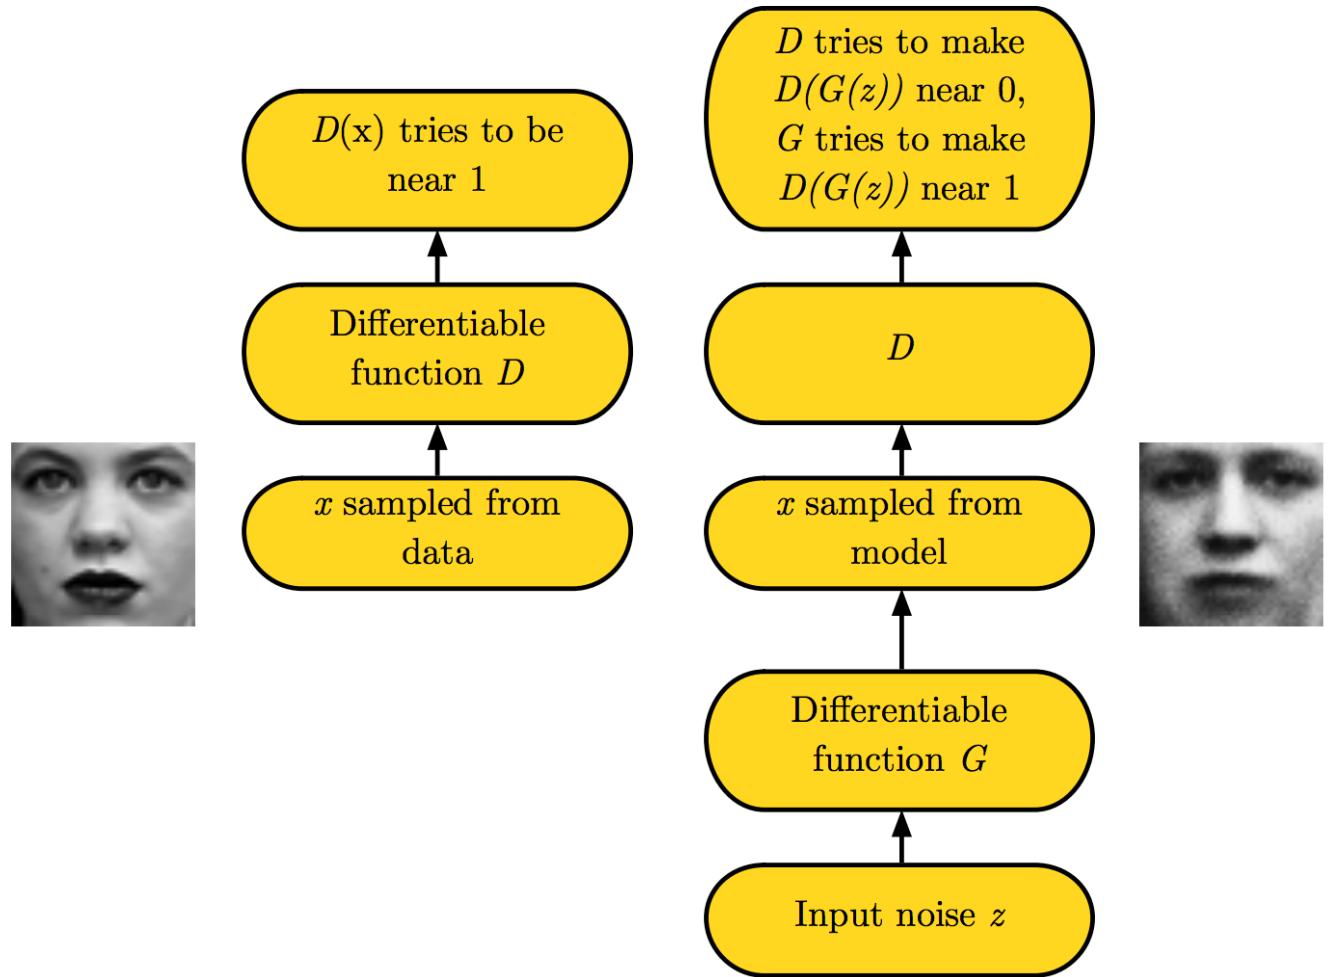 D(x) tries to be
near 1
Differentiable
function D
x sampled from
data
D tries to make
D(G(z)) near 0,
G tries to make
D(G(z)) near 1
D
x sampled from
model
Differentiable
function G
Input noise z